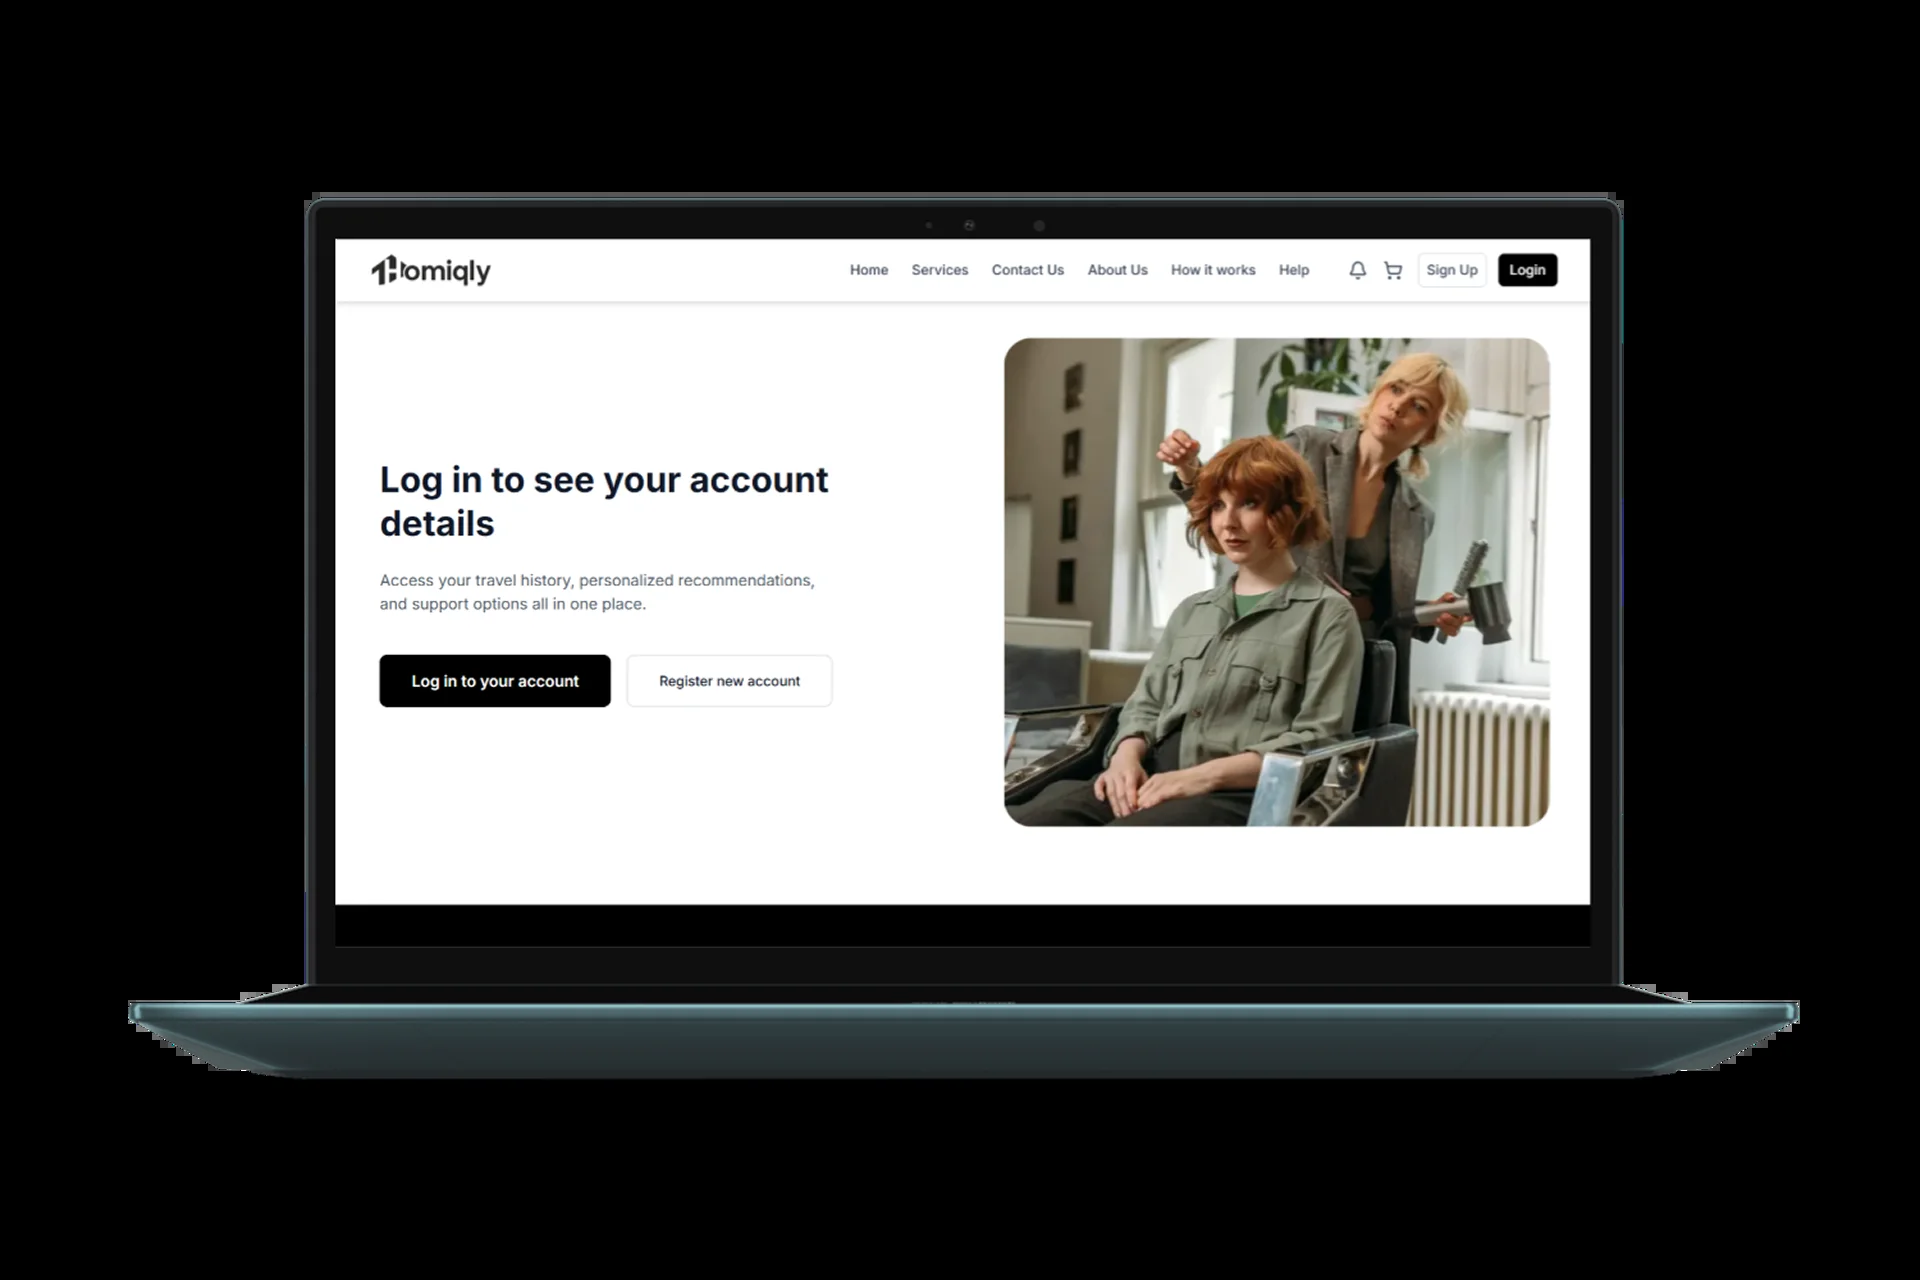 Homiqly
Home Services Contact Us About Us How it works Help Sign Up Login
Log in to see your account
details
Access your travel history, personalized recommendations,
and support options all in one place.
Log in to your account Register new account